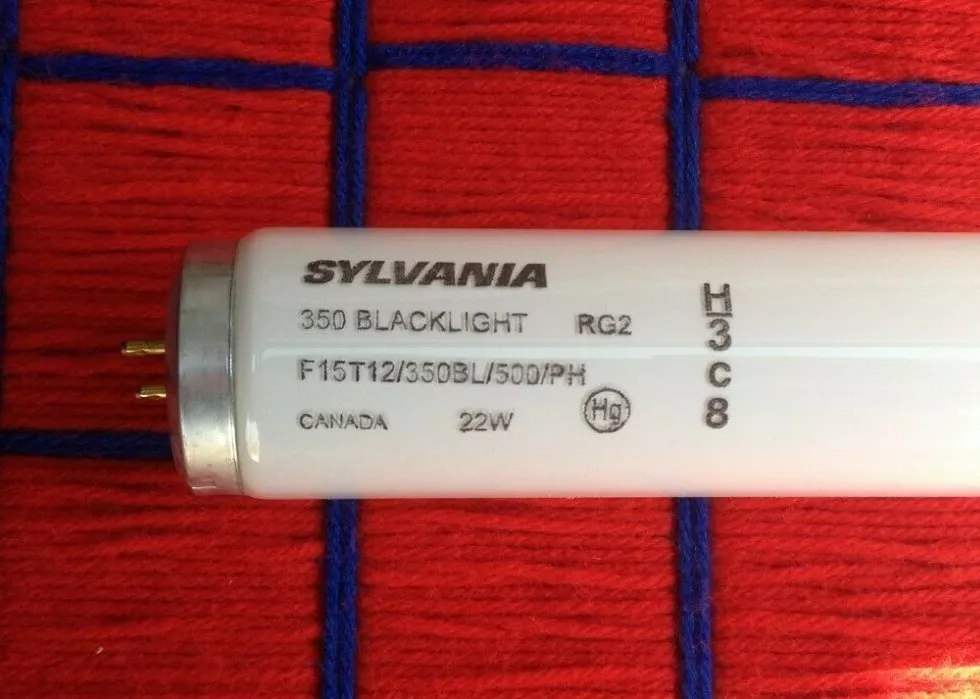 SYLVANIA
350 BLACKLIGHT RG2
F15T12/350BL/500/PH
CANADA 22W Hg
H
3
C
8